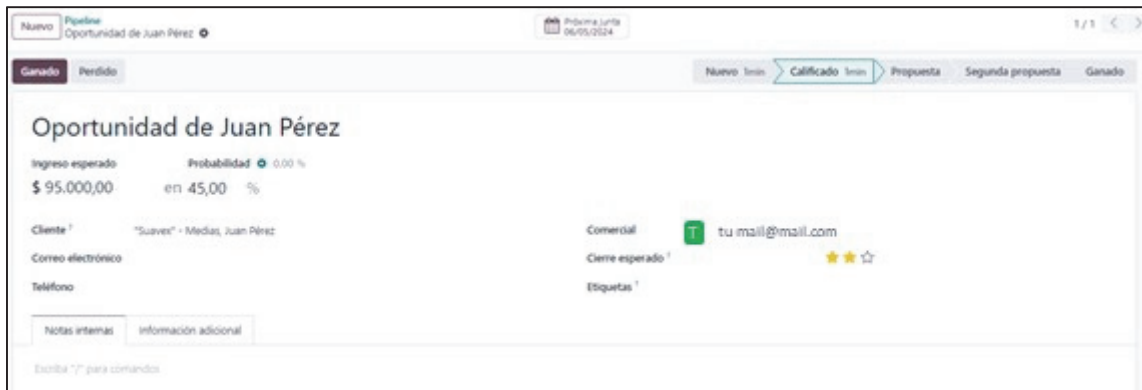 Nuevo
Pipeline
Oportunidad de Juan Pérez
Próxima junta
06/05/2024
1/1
Ganado Perdido
Nuevo 1min Calificado 1min Propuesta Segunda propuesta Ganado
Oportunidad de Juan Pérez
Ingreso esperado Probabilidad 0.00 %
$ 95.000,00 en 45,00 %
Cliente ? "Suavex" - Medias, Juan Pérez
Comercial T tu mail@mail.com
Correo electrónico
Cierre esperado ?
Teléfono
Etiquetas ?
Notas internas Información adicional
Escriba "/" para comandos